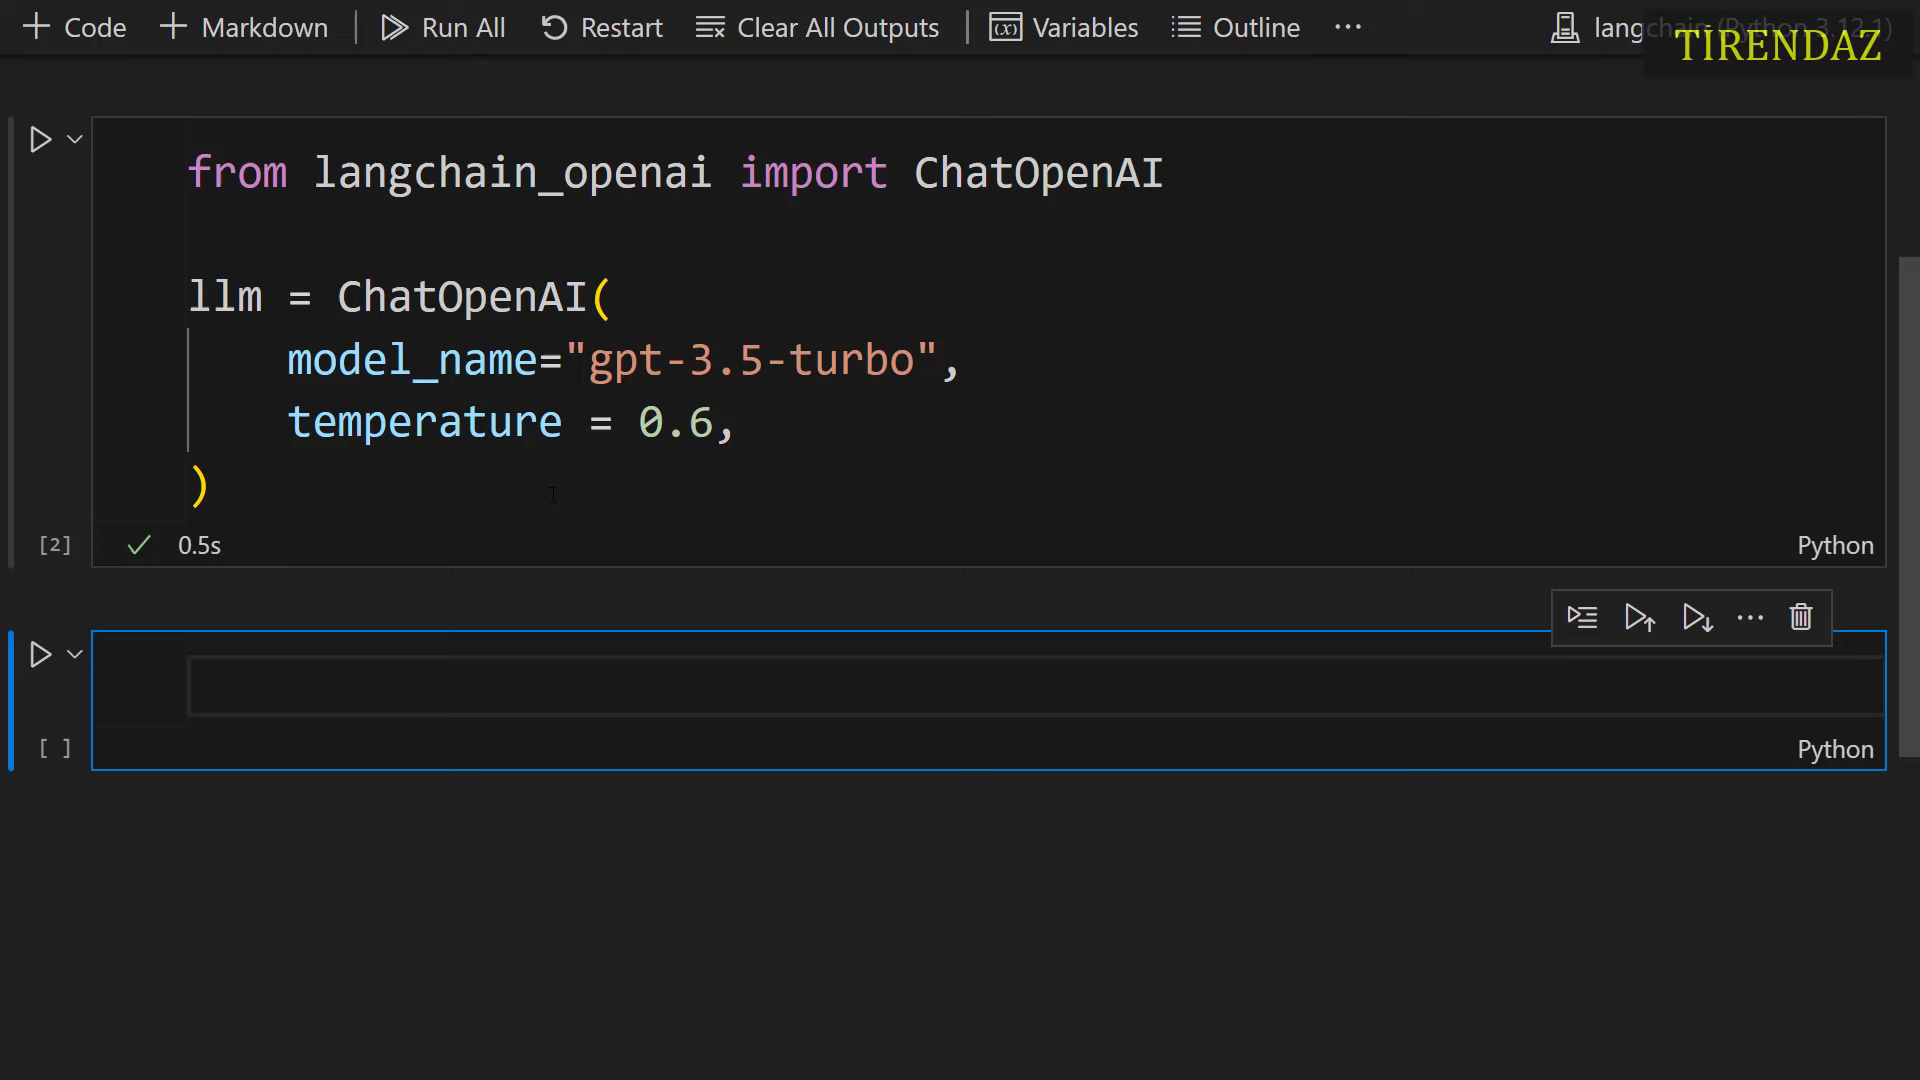 Code Markdown Run All Restart Clear All Outputs Variables Outline ... langchain (Python 3.12.1)
TIRENDAZ
from langchain_openai import ChatOpenAI
llm = ChatOpenAI(
model_name="gpt-3.5-turbo",
temperature = 0.6,
)
[2] 0.5s Python
[ ] Python